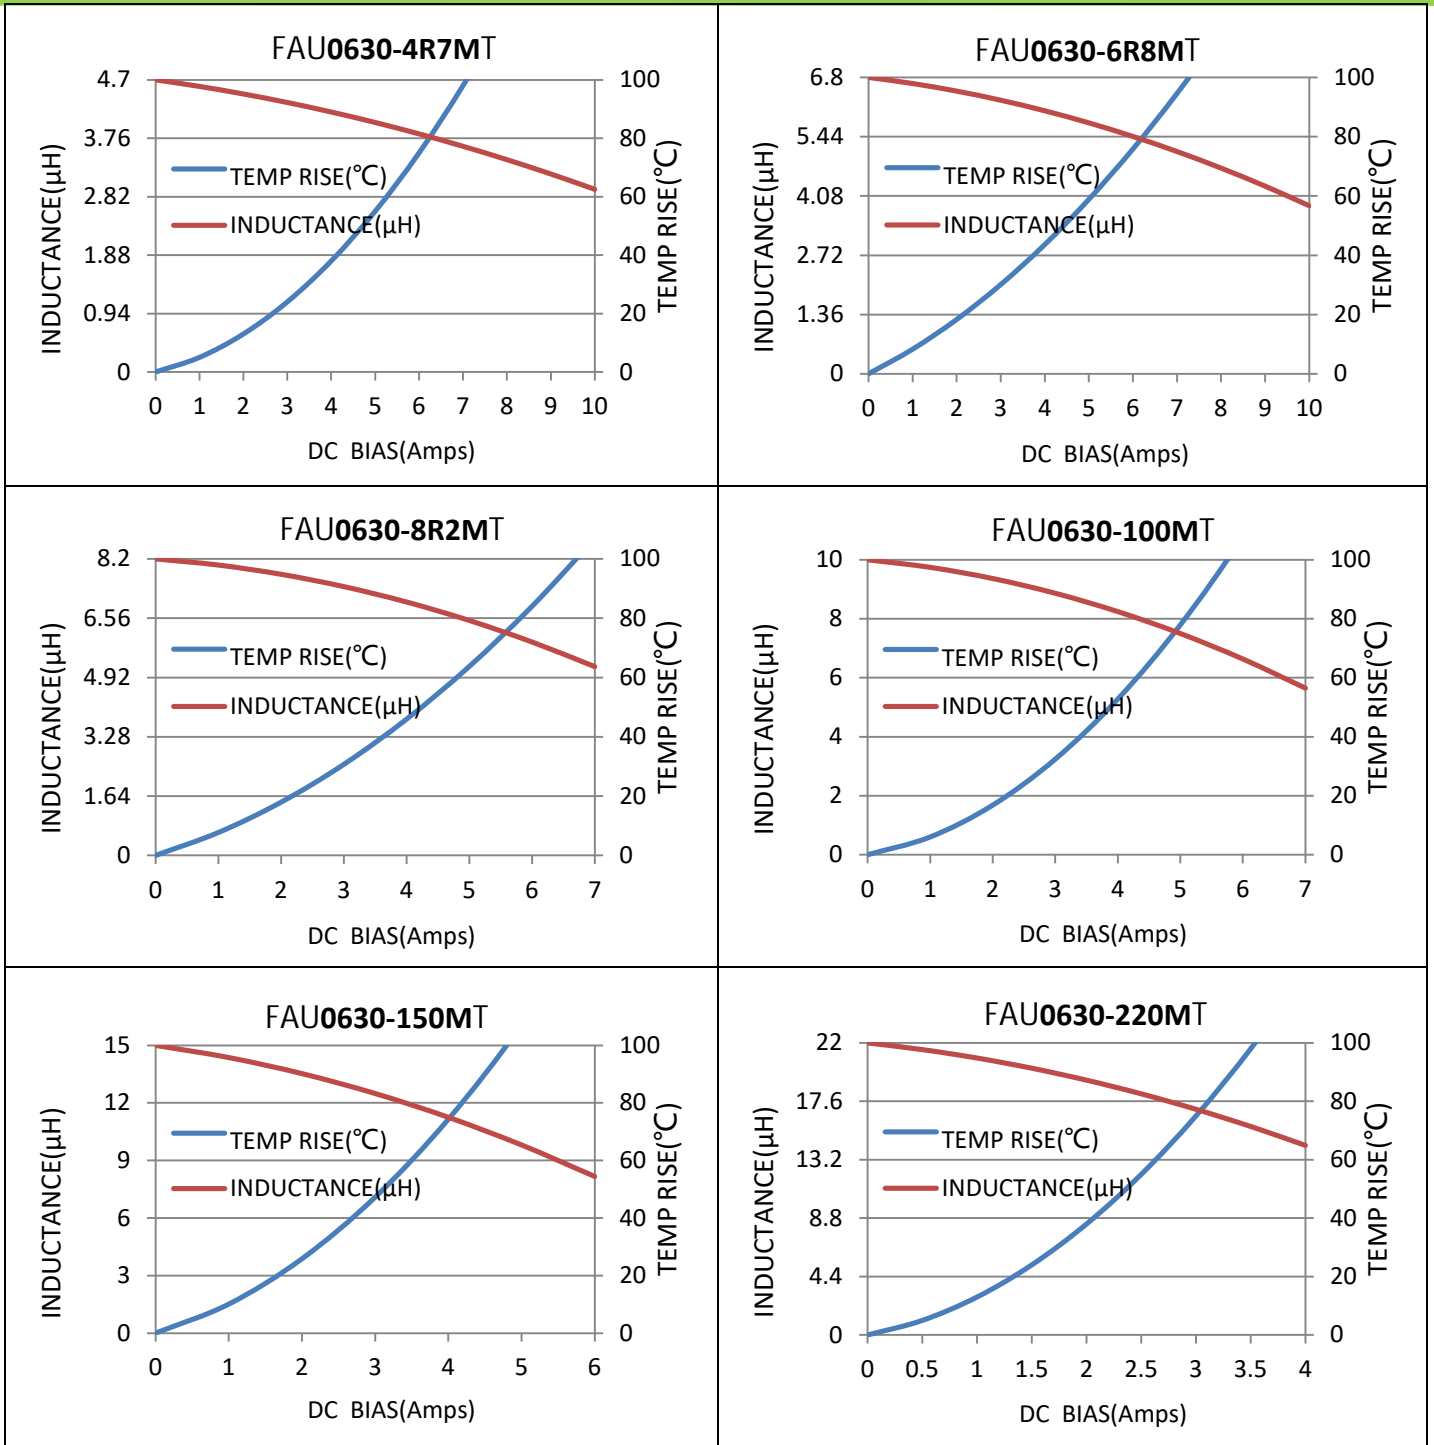 FAU0630-4R7MT
4.7
3.76
2.82
1.88
0.94
0
100
80
60
40
20
0
0 1 2 3 4 5 6 7 8 9 10
INDUCTANCE(µH)
TEMP RISE(℃)
TEMP RISE(℃)
INDUCTANCE(µH)
DC BIAS(Amps)
FAU0630-6R8MT
6.8
5.44
4.08
2.72
1.36
0
100
80
60
40
20
0
0 1 2 3 4 5 6 7 8 9 10
INDUCTANCE(µH)
TEMP RISE(℃)
TEMP RISE(℃)
INDUCTANCE(µH)
DC BIAS(Amps)
FAU0630-8R2MT
8.2
6.56
4.92
3.28
1.64
0
100
80
60
40
20
0
0 1 2 3 4 5 6 7
INDUCTANCE(µH)
TEMP RISE(℃)
TEMP RISE(℃)
INDUCTANCE(µH)
DC BIAS(Amps)
FAU0630-100MT
10
8
6
4
2
0
100
80
60
40
20
0
0 1 2 3 4 5 6 7
INDUCTANCE(µH)
TEMP RISE(℃)
TEMP RISE(℃)
INDUCTANCE(µH)
DC BIAS(Amps)
FAU0630-150MT
15
12
9
6
3
0
100
80
60
40
20
0
0 1 2 3 4 5 6
INDUCTANCE(µH)
TEMP RISE(℃)
TEMP RISE(℃)
INDUCTANCE(µH)
DC BIAS(Amps)
FAU0630-220MT
22
17.6
13.2
8.8
4.4
0
100
80
60
40
20
0
0 0.5 1 1.5 2 2.5 3 3.5 4
INDUCTANCE(µH)
TEMP RISE(℃)
TEMP RISE(℃)
INDUCTANCE(µH)
DC BIAS(Amps)